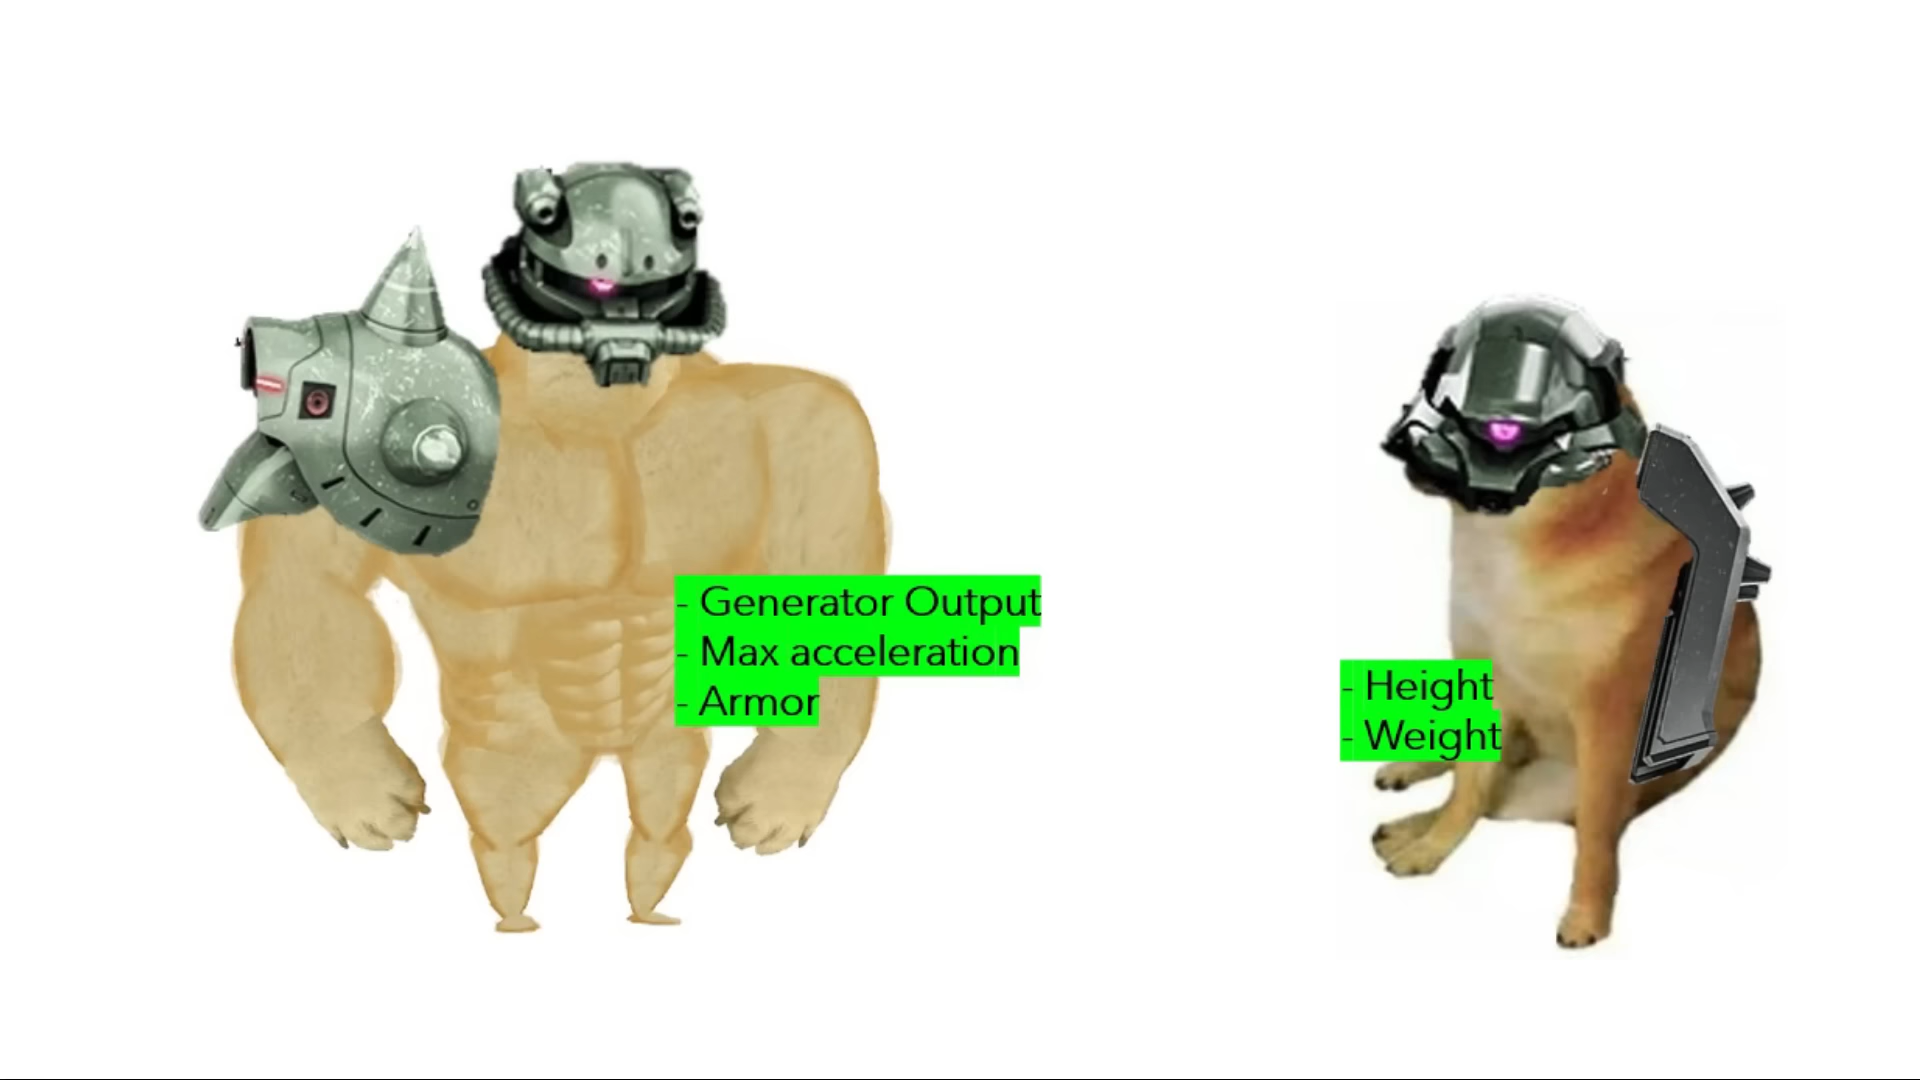 - Generator Output
- Max acceleration
- Armor
- Height
- Weight